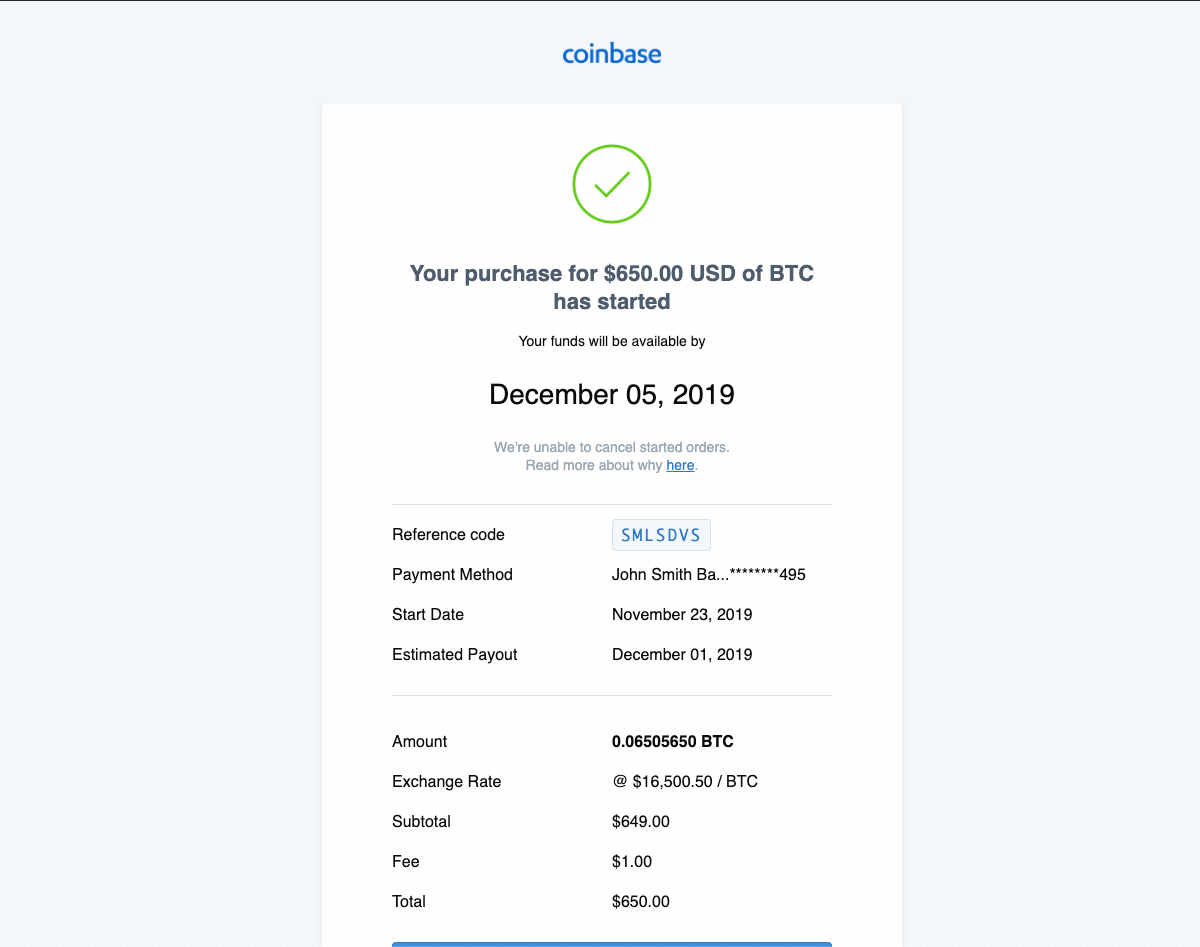 coinbase
Your purchase for $650.00 USD of BTC
has started
Your funds will be available by
December 05, 2019
We're unable to cancel started orders.
Read more about why here.
Reference code SMLSDVS
Payment Method John Smith Ba...********495
Start Date November 23, 2019
Estimated Payout December 01, 2019
Amount 0.06505650 BTC
Exchange Rate @ $16,500.50 / BTC
Subtotal $649.00
Fee $1.00
Total $650.00